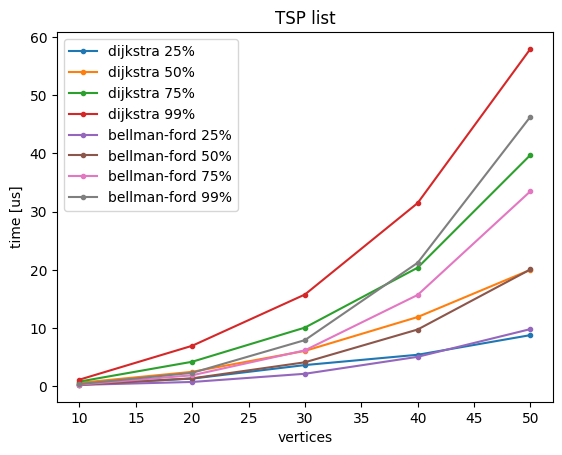 TSP list
dijkstra 25%
dijkstra 50%
dijkstra 75%
dijkstra 99%
bellman-ford 25%
bellman-ford 50%
bellman-ford 75%
bellman-ford 99%
time [us]
60
50
40
30
20
10
0
10 15 20 25 30 35 40 45 50
vertices